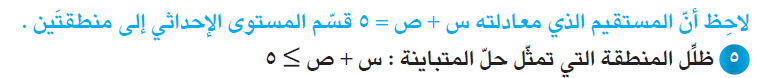 لاحِظ أنّ المستقيم الذي معادلته س + ص = ٥ قسّم المستوى الإحداثي إلى منطقتَين .
٥ ظلِّل المنطقة التي تمثّل حلّ المتباينة : س + ص ≥ ٥